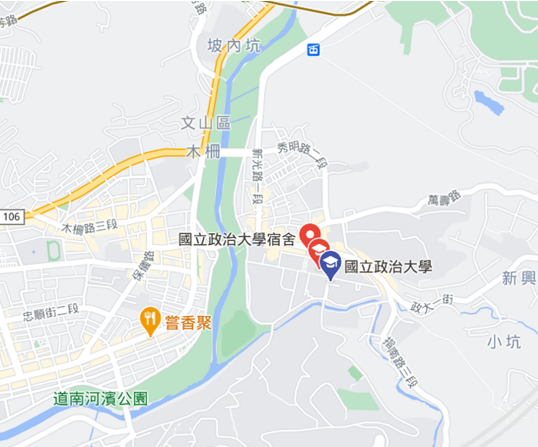 坡內坑
文山區
木柵
秀明路二段
新光路一段
萬壽路
106
木柵路二段
國立政治大學宿舍
國立政治大學
保儀路
新興
政大一街
忠順街二段
嘗香聚
小坑
指南路三段
道南河濱公園